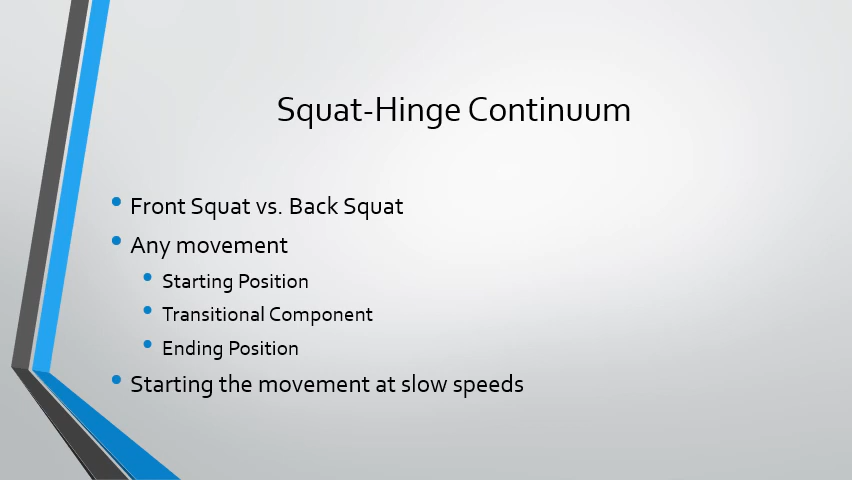 Squat-Hinge Continuum
• Front Squat vs. Back Squat
• Any movement
• Starting Position
• Transitional Component
• Ending Position
• Starting the movement at slow speeds